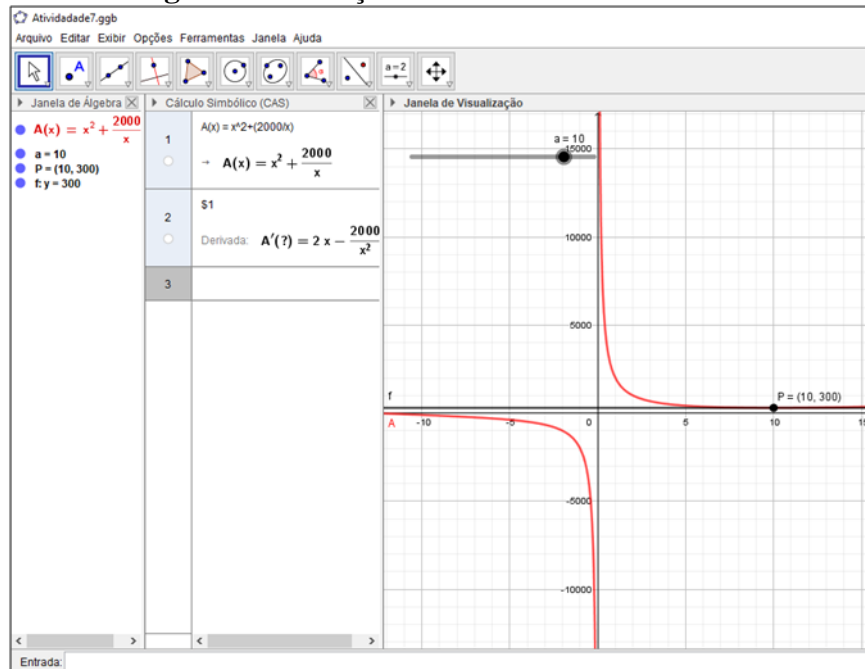 Atividadade7.ggb
Arquivo Editar Exibir Opções Ferramentas Janela Ajuda
A
a=2
Janela de Álgebra
A(x) = x² + 2000/x
a = 10
P = (10, 300)
f: y = 300
Cálculo Simbólico (CAS)
1
A(x) = x^2+(2000/x)
→ A(x) = x² + 2000/x
2
$1
Derivada: A′(?) = 2 x − 2000/x²
3
Janela de Visualização
a = 10
15000
10000
5000
f
P = (10, 300)
A
-10
-5
0
5
10
15
-5000
-10000
Entrada: